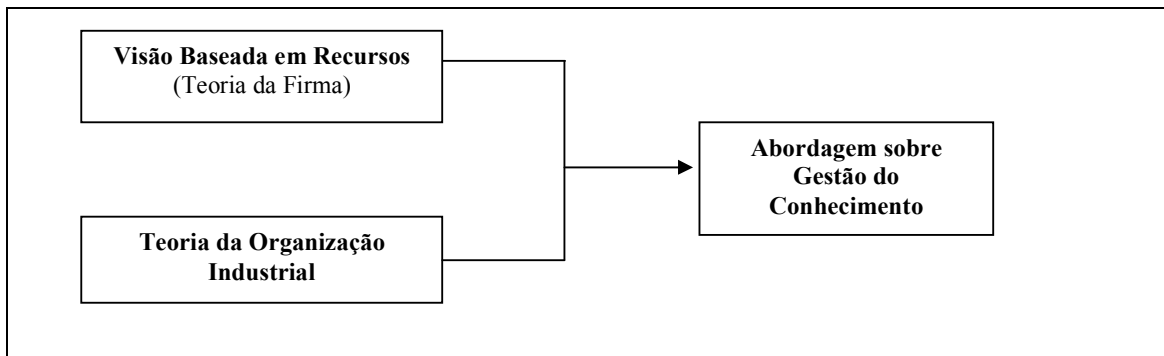 Visão Baseada em Recursos
(Teoria da Firma)
Teoria da Organização
Industrial
Abordagem sobre
Gestão do
Conhecimento